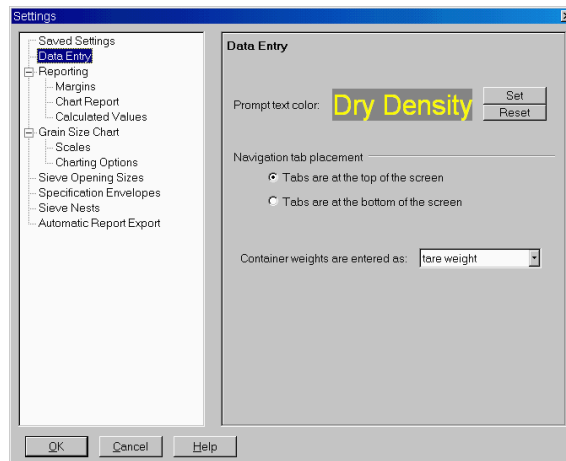 Settings
Saved Settings
Data Entry
Reporting
Margins
Chart Report
Calculated Values
Grain Size Chart
Scales
Charting Options
Sieve Opening Sizes
Specification Envelopes
Sieve Nests
Automatic Report Export
Data Entry
Prompt text color:
Dry Density
Set
Reset
Navigation tab placement
Tabs are at the top of the screen
Tabs are at the bottom of the screen
Container weights are entered as: tare weight
OK Cancel Help